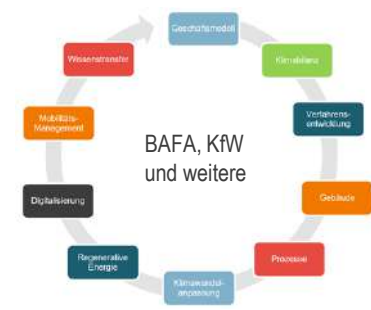 Geschäftsmodell
Klimabilanz
Verfahrens-
entwicklung
Gebäude
Prozesse
Klimawandel-
anpassung
Regenerative
Energie
Digitalisierung
Mobilitäts-
Management
Wissenstransfer
BAFA, KfW
und weitere